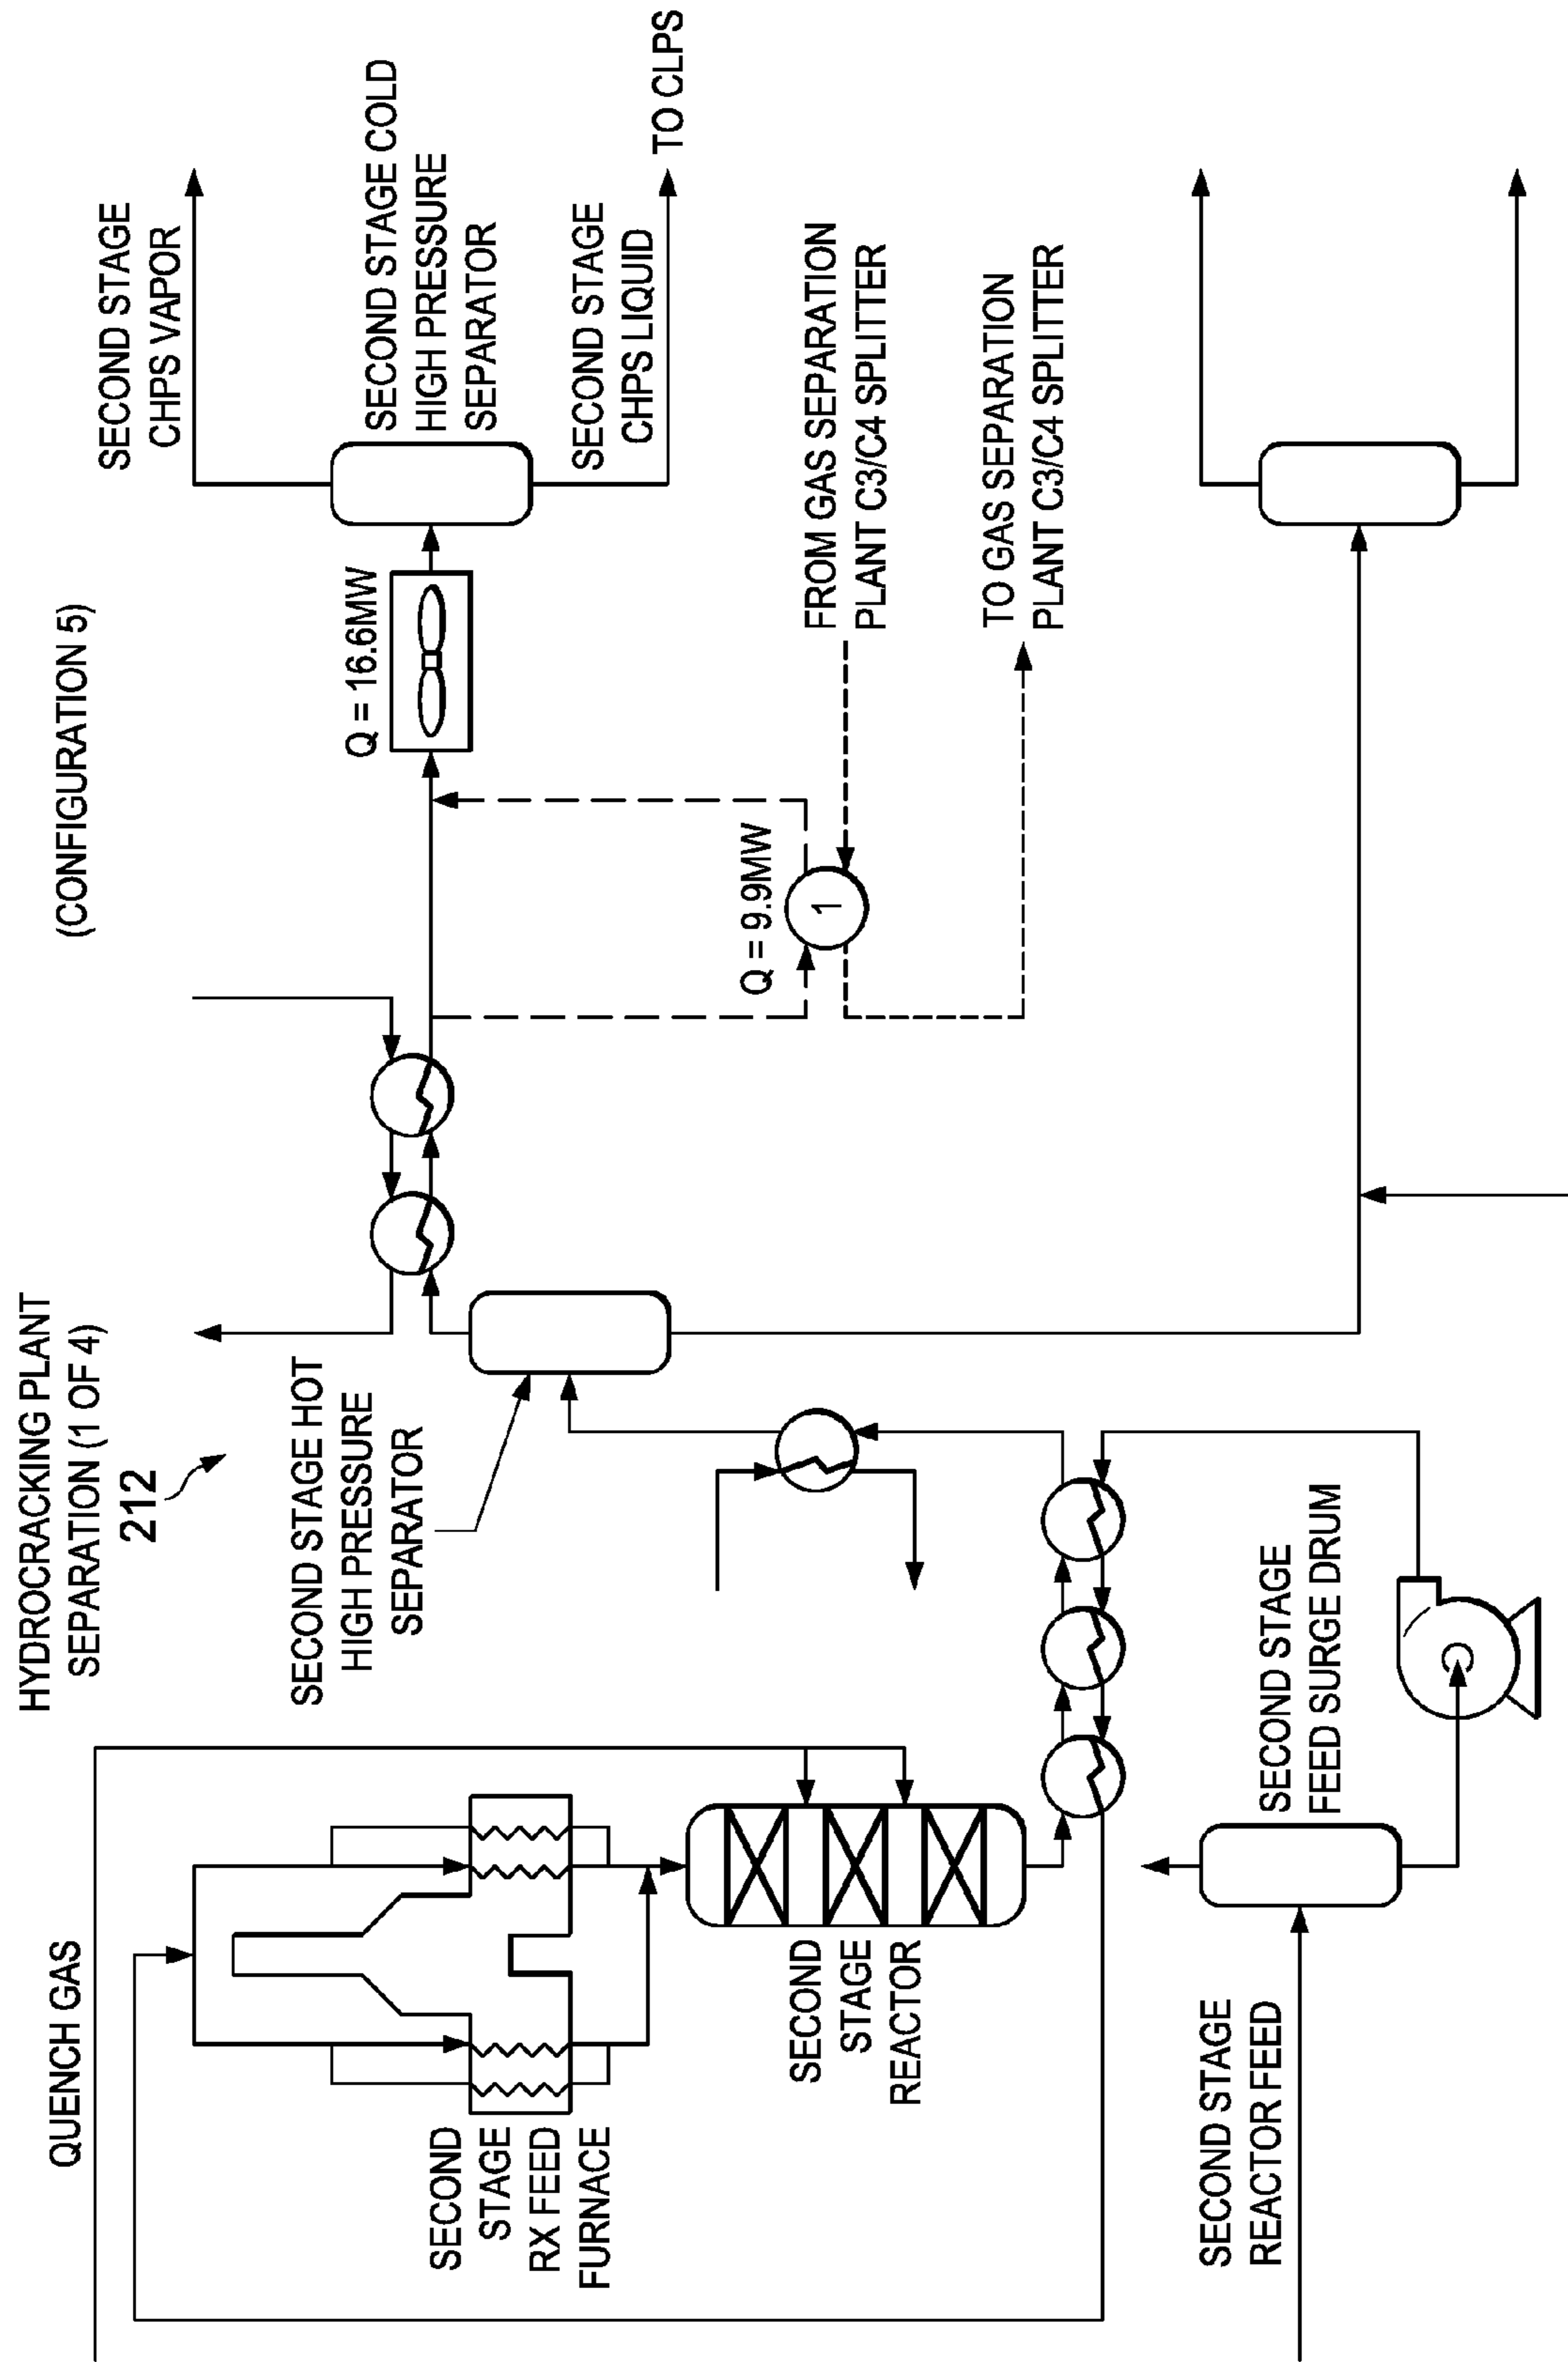 HYDROCRACKING PLANT
SEPARATION (1 OF 4)
212
(CONFIGURATION 5)
QUENCH GAS
SECOND
STAGE
RX FEED
FURNACE
SECOND
STAGE
REACTOR
SECOND STAGE
REACTOR FEED
SECOND STAGE
FEED SURGE DRUM
SECOND STAGE HOT
HIGH PRESSURE
SEPARATOR
Q = 9.9MW
1
Q = 16.6MW
FROM GAS SEPARATION
PLANT C3/C4 SPLITTER
TO GAS SEPARATION
PLANT C3/C4 SPLITTER
SECOND STAGE
CHPS VAPOR
SECOND STAGE COLD
HIGH PRESSURE
SEPARATOR
SECOND STAGE
CHPS LIQUID
TO CLPS